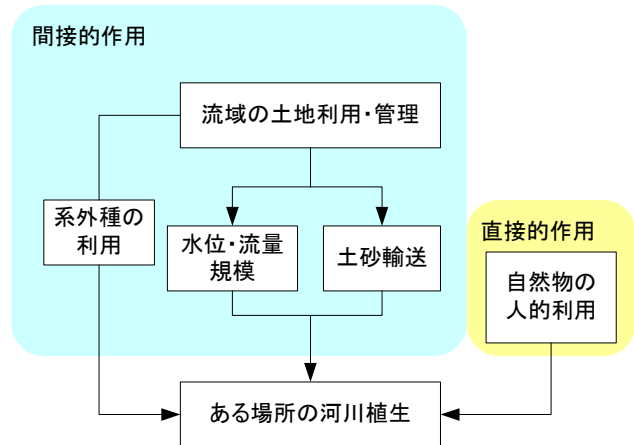 間接的作用
流域の土地利用・管理
系外種の
利用
水位・流量
規模
土砂輸送
直接的作用
自然物の
人的利用
ある場所の河川植生